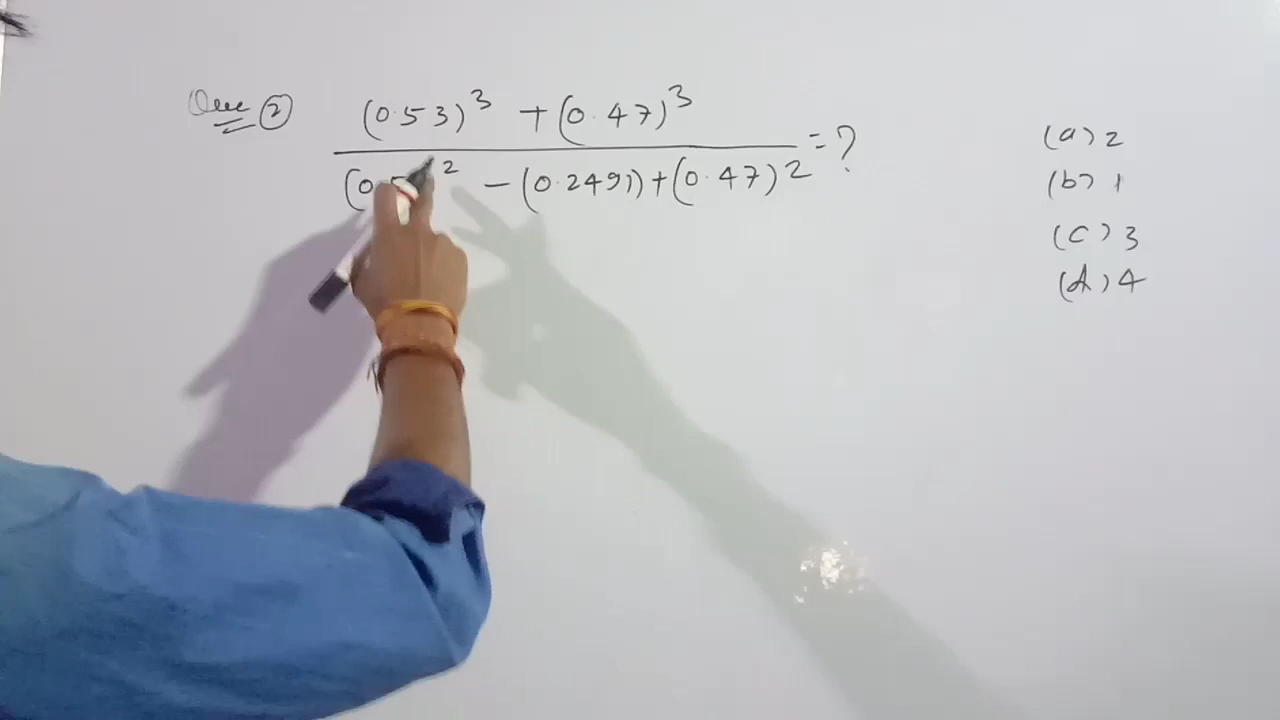 Que ② (0.53)³ + (0.47)³
(0.5 ² - (0.2491) + (0.47)² = ?
(a) 2
(b) 1
(c) 3
(d) 4